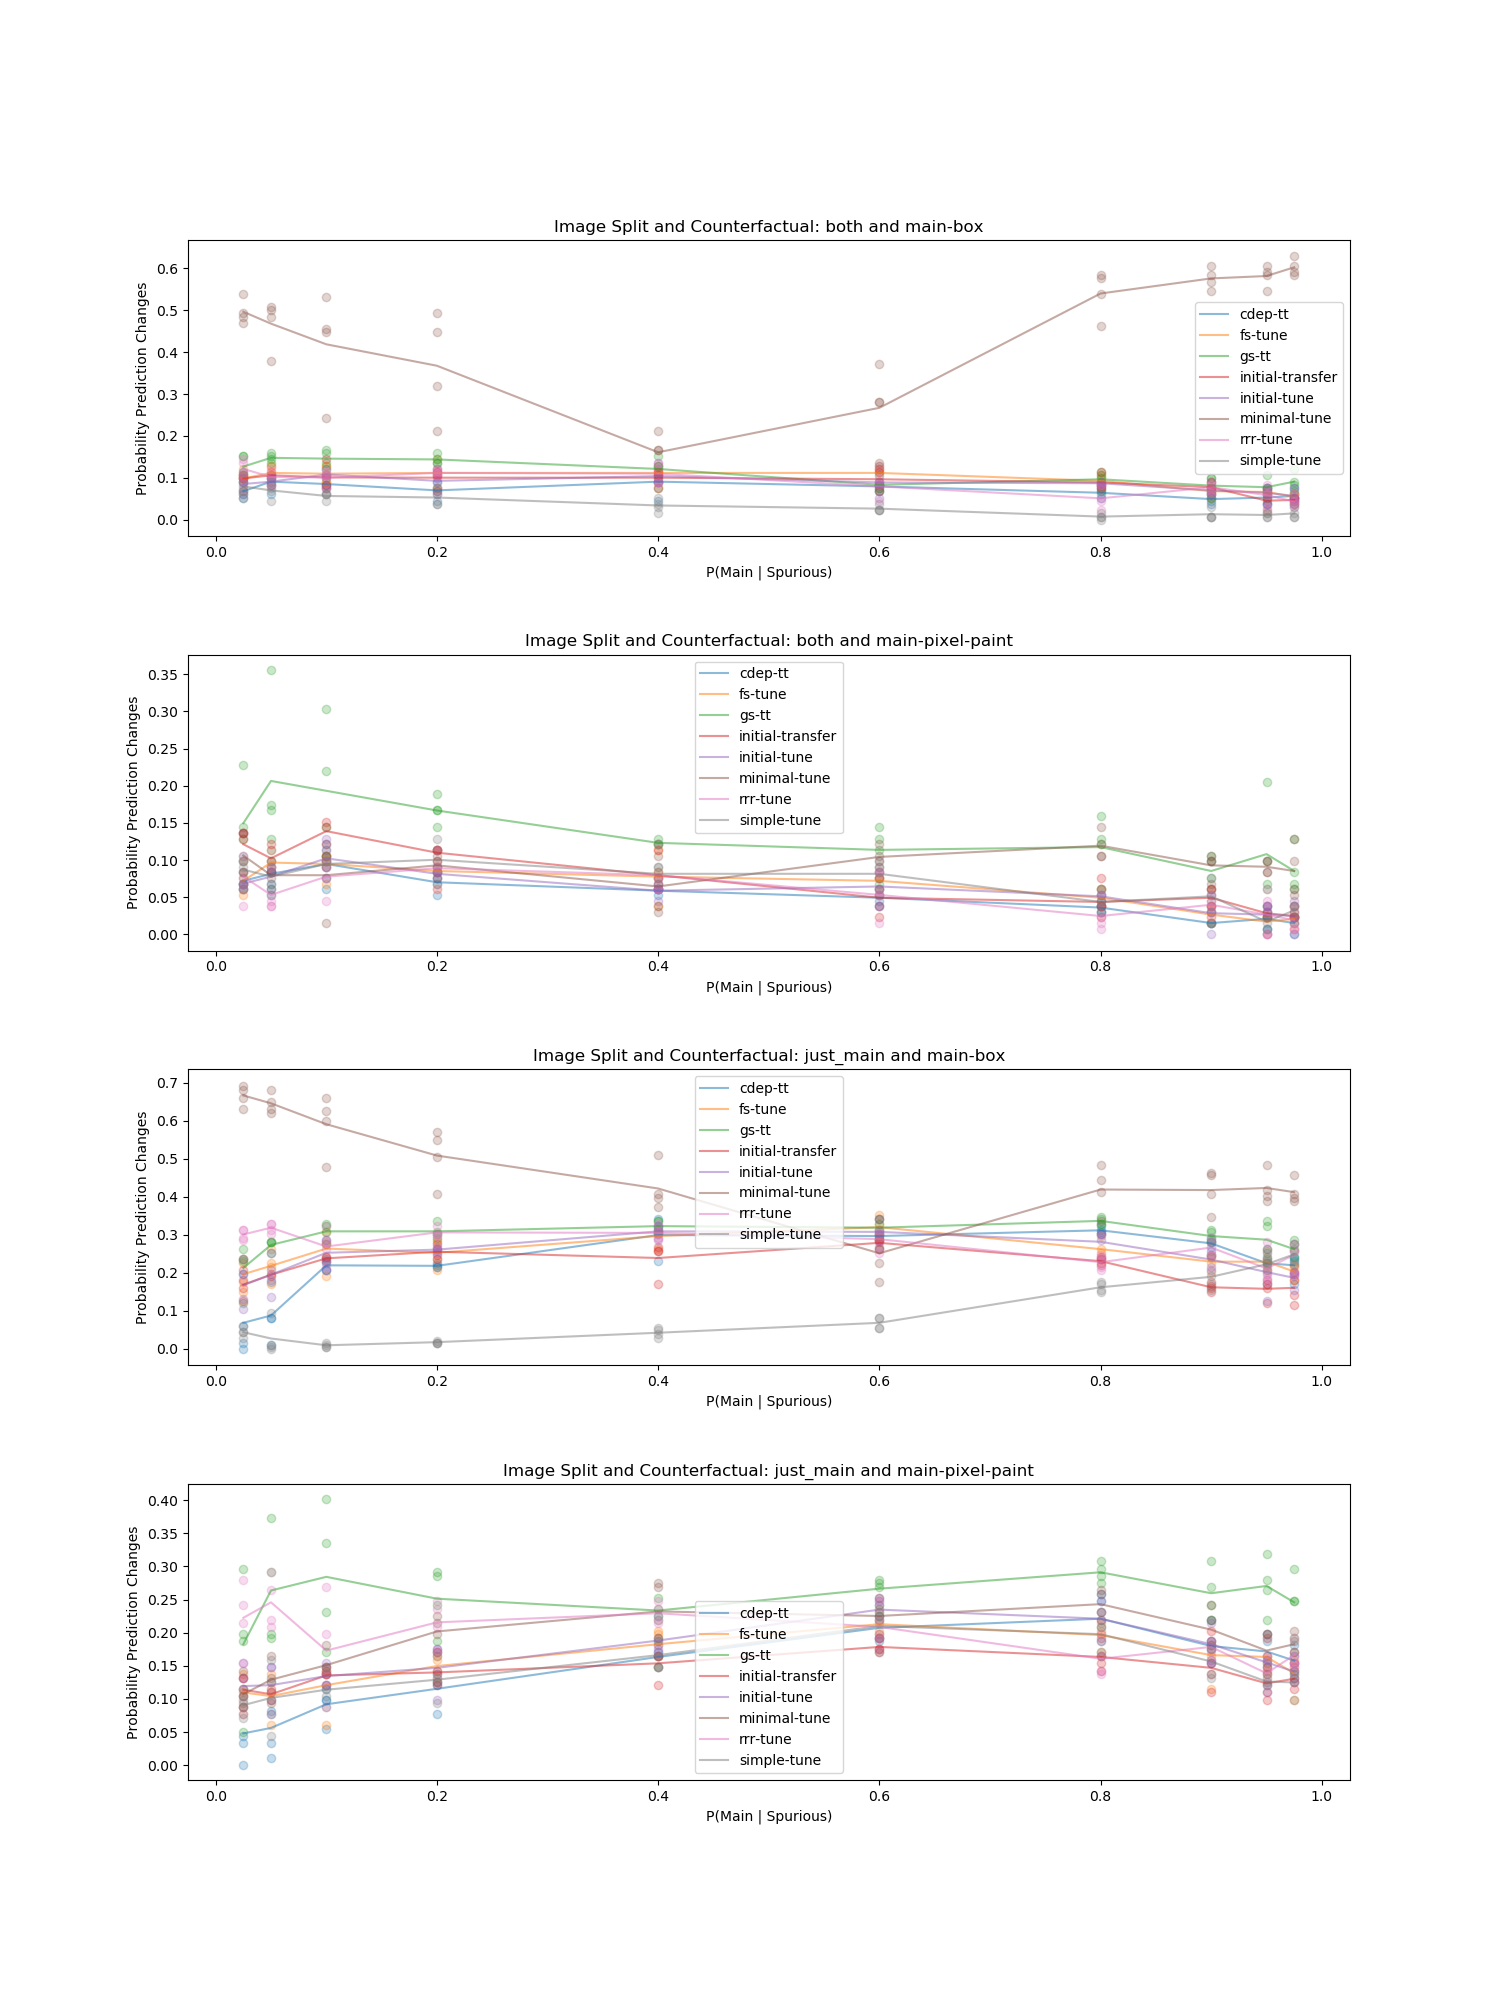 Image Split and Counterfactual: both and main-box
Probability Prediction Changes
0.6
0.5
0.4
0.3
0.2
0.1
0.0
cdep-tt
fs-tune
gs-tt
initial-transfer
initial-tune
minimal-tune
rrr-tune
simple-tune
0.0 0.2 0.4 0.6 0.8 1.0
P(Main | Spurious)
Image Split and Counterfactual: both and main-pixel-paint
Probability Prediction Changes
0.35
0.30
0.25
0.20
0.15
0.10
0.05
0.00
cdep-tt
fs-tune
gs-tt
initial-transfer
initial-tune
minimal-tune
rrr-tune
simple-tune
0.0 0.2 0.4 0.6 0.8 1.0
P(Main | Spurious)
Image Split and Counterfactual: just_main and main-box
Probability Prediction Changes
0.7
0.6
0.5
0.4
0.3
0.2
0.1
0.0
cdep-tt
fs-tune
gs-tt
initial-transfer
initial-tune
minimal-tune
rrr-tune
simple-tune
0.0 0.2 0.4 0.6 0.8 1.0
P(Main | Spurious)
Image Split and Counterfactual: just_main and main-pixel-paint
Probability Prediction Changes
0.40
0.35
0.30
0.25
0.20
0.15
0.10
0.05
0.00
cdep-tt
fs-tune
gs-tt
initial-transfer
initial-tune
minimal-tune
rrr-tune
simple-tune
0.0 0.2 0.4 0.6 0.8 1.0
P(Main | Spurious)